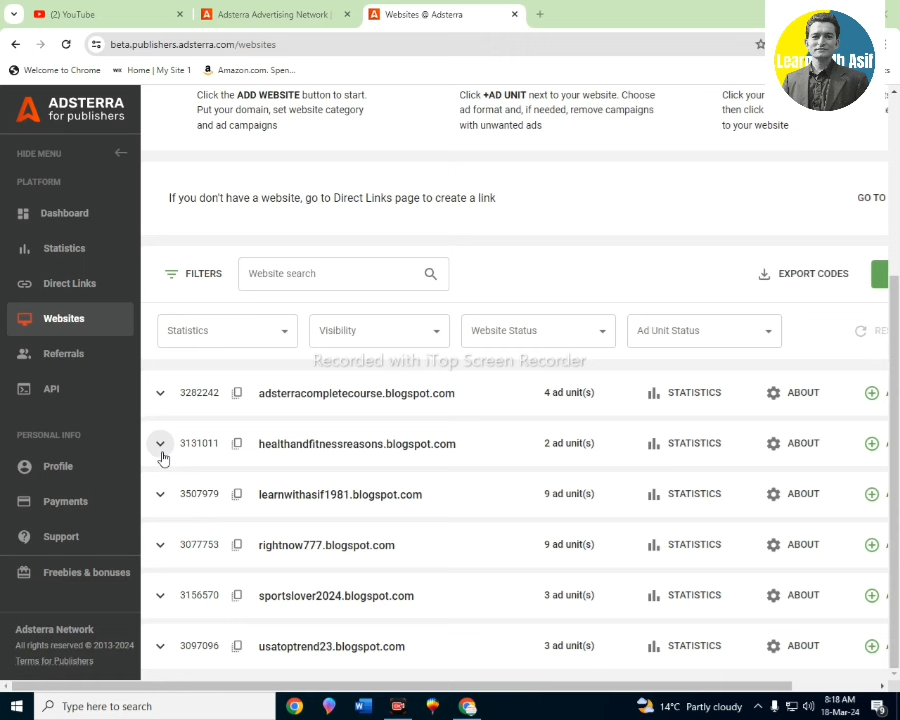 YouTube
Adsterra Advertising Network |
Websites @ Adsterra
beta.publishers.adsterra.com/websites
Welcome to Chrome
Home | My Site 1
Amazon.com. Spen...
Learn With Asif
ADSTERRA
for publishers
HIDE MENU
PLATFORM
Dashboard
Statistics
Direct Links
Websites
Referrals
API
PERSONAL INFO
Profile
Payments
Support
Freebies & bonuses
Adsterra Network
All rights reserved © 2013-2024
Terms for Publishers
Click the ADD WEBSITE button to start.
Put your domain, set website category
and ad campaigns
Click +AD UNIT next to your website. Choose
ad format and, if needed, remove campaigns
with unwanted ads
Click your
then click
to your website
If you don't have a website, go to Direct Links page to create a link
GO TO
FILTERS
Website search
EXPORT CODES
Statistics
Visibility
Website Status
Ad Unit Status
Recorded with iTop Screen Recorder
3282242 adsterracompletecourse.blogspot.com 4 ad unit(s) STATISTICS ABOUT
3131011 healthandfitnessreasons.blogspot.com 2 ad unit(s) STATISTICS ABOUT
3507979 learnwithasif1981.blogspot.com 9 ad unit(s) STATISTICS ABOUT
3077753 rightnow777.blogspot.com 9 ad unit(s) STATISTICS ABOUT
3156570 sportslover2024.blogspot.com 3 ad unit(s) STATISTICS ABOUT
3097096 usatoptrend23.blogspot.com 3 ad unit(s) STATISTICS ABOUT
Type here to search
14°C Partly cloudy
8:18 AM
18-Mar-24